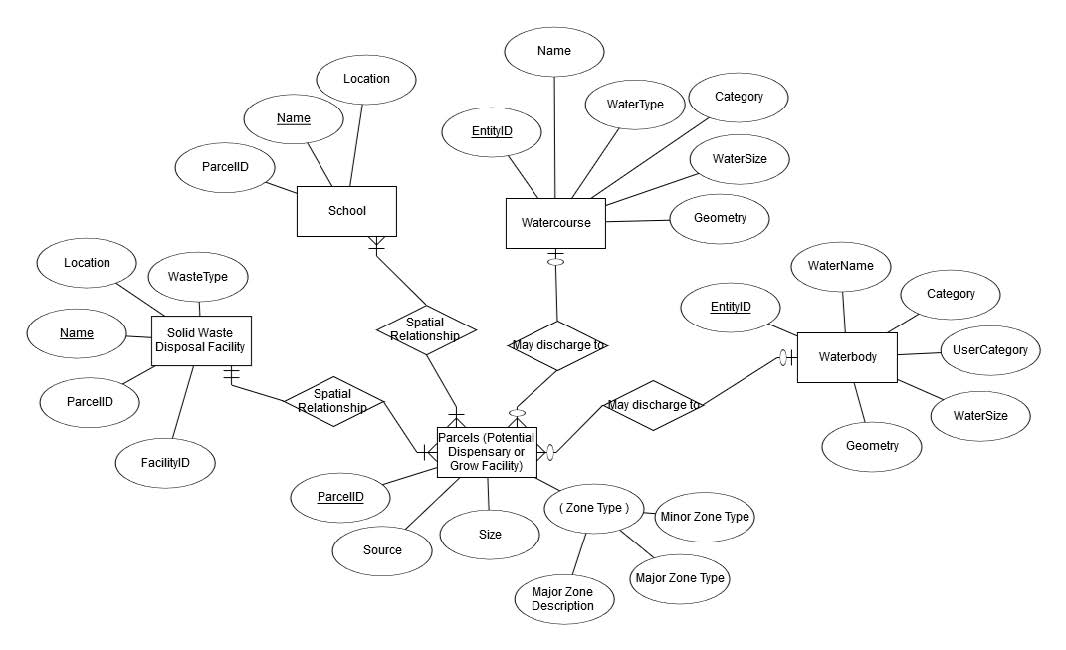 Name
Location
WaterType
Category
Name
EntityID
ParcelID
WaterSize
School
Watercourse
Geometry
Location
WasteType
WaterName
EntityID
Category
Name
Solid Waste
Disposal Facility
Spatial
Relationship
May discharge to
Waterbody
UserCategory
ParcelID
Spatial
Relationship
May discharge to
WaterSize
Geometry
FacilityID
Parcels (Potential
Dispensary or
Grow Facility)
ParcelID
( Zone Type )
Minor Zone Type
Source
Size
Major Zone Type
Major Zone
Description